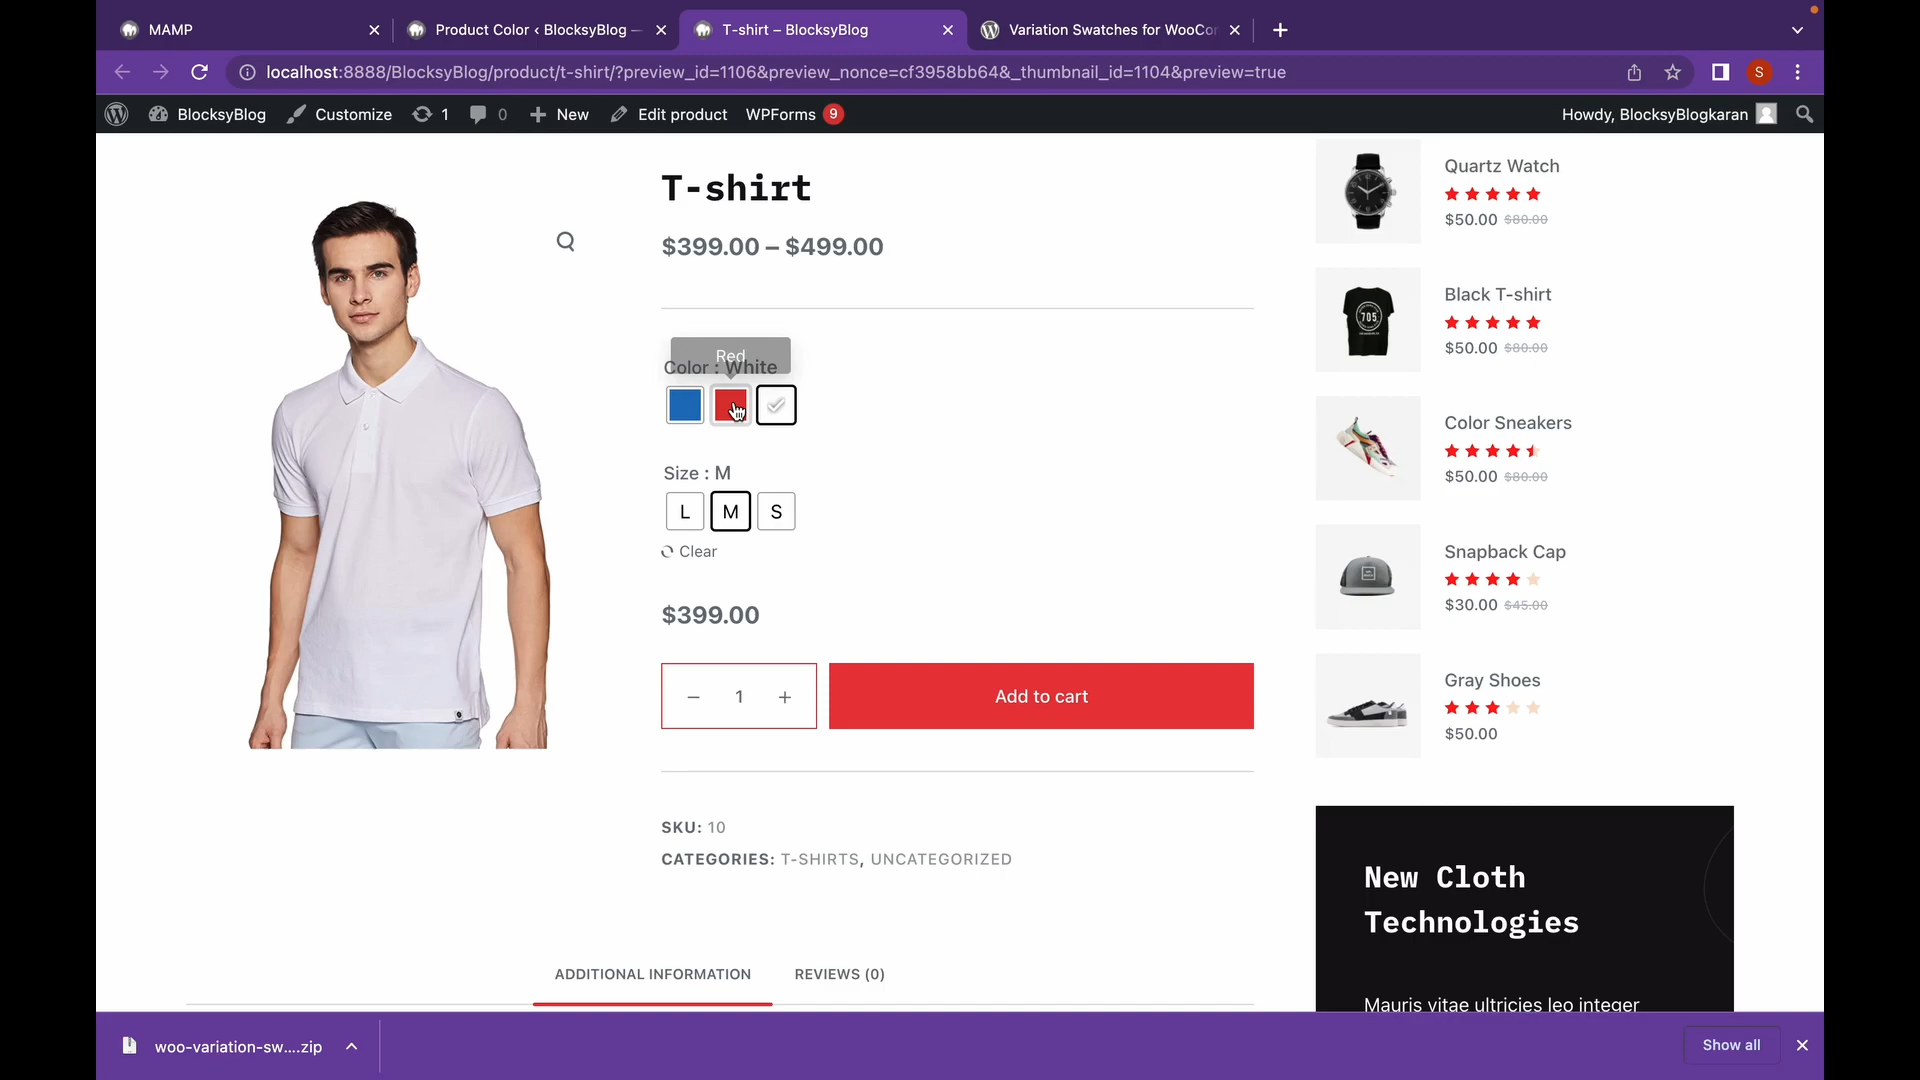 MAMP
Product Color ‹ BlocksyBlog —
T-shirt – BlocksyBlog
Variation Swatches for WooCor
localhost:8888/BlocksyBlog/product/t-shirt/?preview_id=1106&preview_nonce=cf3958bb64&_thumbnail_id=1104&preview=true
S
BlocksyBlog
Customize
1
0
New
Edit product
WPForms 9
Howdy, BlocksyBlogkaran
T-shirt
$399.00 – $499.00
Red
Color : White
Size : M
L
M
S
Clear
$399.00
− 1 +
Add to cart
SKU: 10
CATEGORIES: T-SHIRTS, UNCATEGORIZED
ADDITIONAL INFORMATION
REVIEWS (0)
Quartz Watch
$50.00 $80.00
705
Black T-shirt
$50.00 $80.00
Color Sneakers
$50.00 $80.00
Snapback Cap
$30.00 $45.00
Gray Shoes
$50.00
New Cloth
Technologies
Mauris vitae ultricies leo integer
woo-variation-sw....zip
Show all